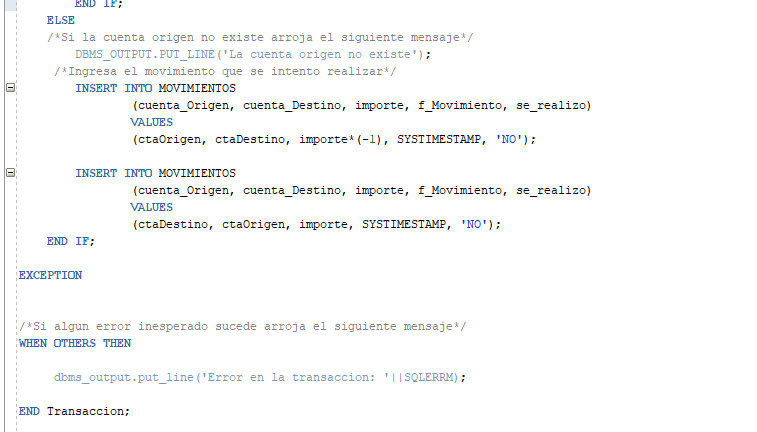 END IF;
ELSE
/*Si la cuenta origen no existe arroja el siguiente mensaje*/
DBMS_OUTPUT.PUT_LINE('La cuenta origen no existe');
/*Ingresa el movimiento que se intento realizar*/
INSERT INTO MOVIMIENTOS
(cuenta_Origen, cuenta_Destino, importe, f_Movimiento, se_realizo)
VALUES
(ctaOrigen, ctaDestino, importe*(-1), SYSTIMESTAMP, 'NO');
INSERT INTO MOVIMIENTOS
(cuenta_Origen, cuenta_Destino, importe, f_Movimiento, se_realizo)
VALUES
(ctaDestino, ctaOrigen, importe, SYSTIMESTAMP, 'NO');
END IF;
EXCEPTION
/*Si algun error inesperado sucede arroja el siguiente mensaje*/
WHEN OTHERS THEN
dbms_output.put_line('Error en la transaccion: '||SQLERRM);
END Transaccion;